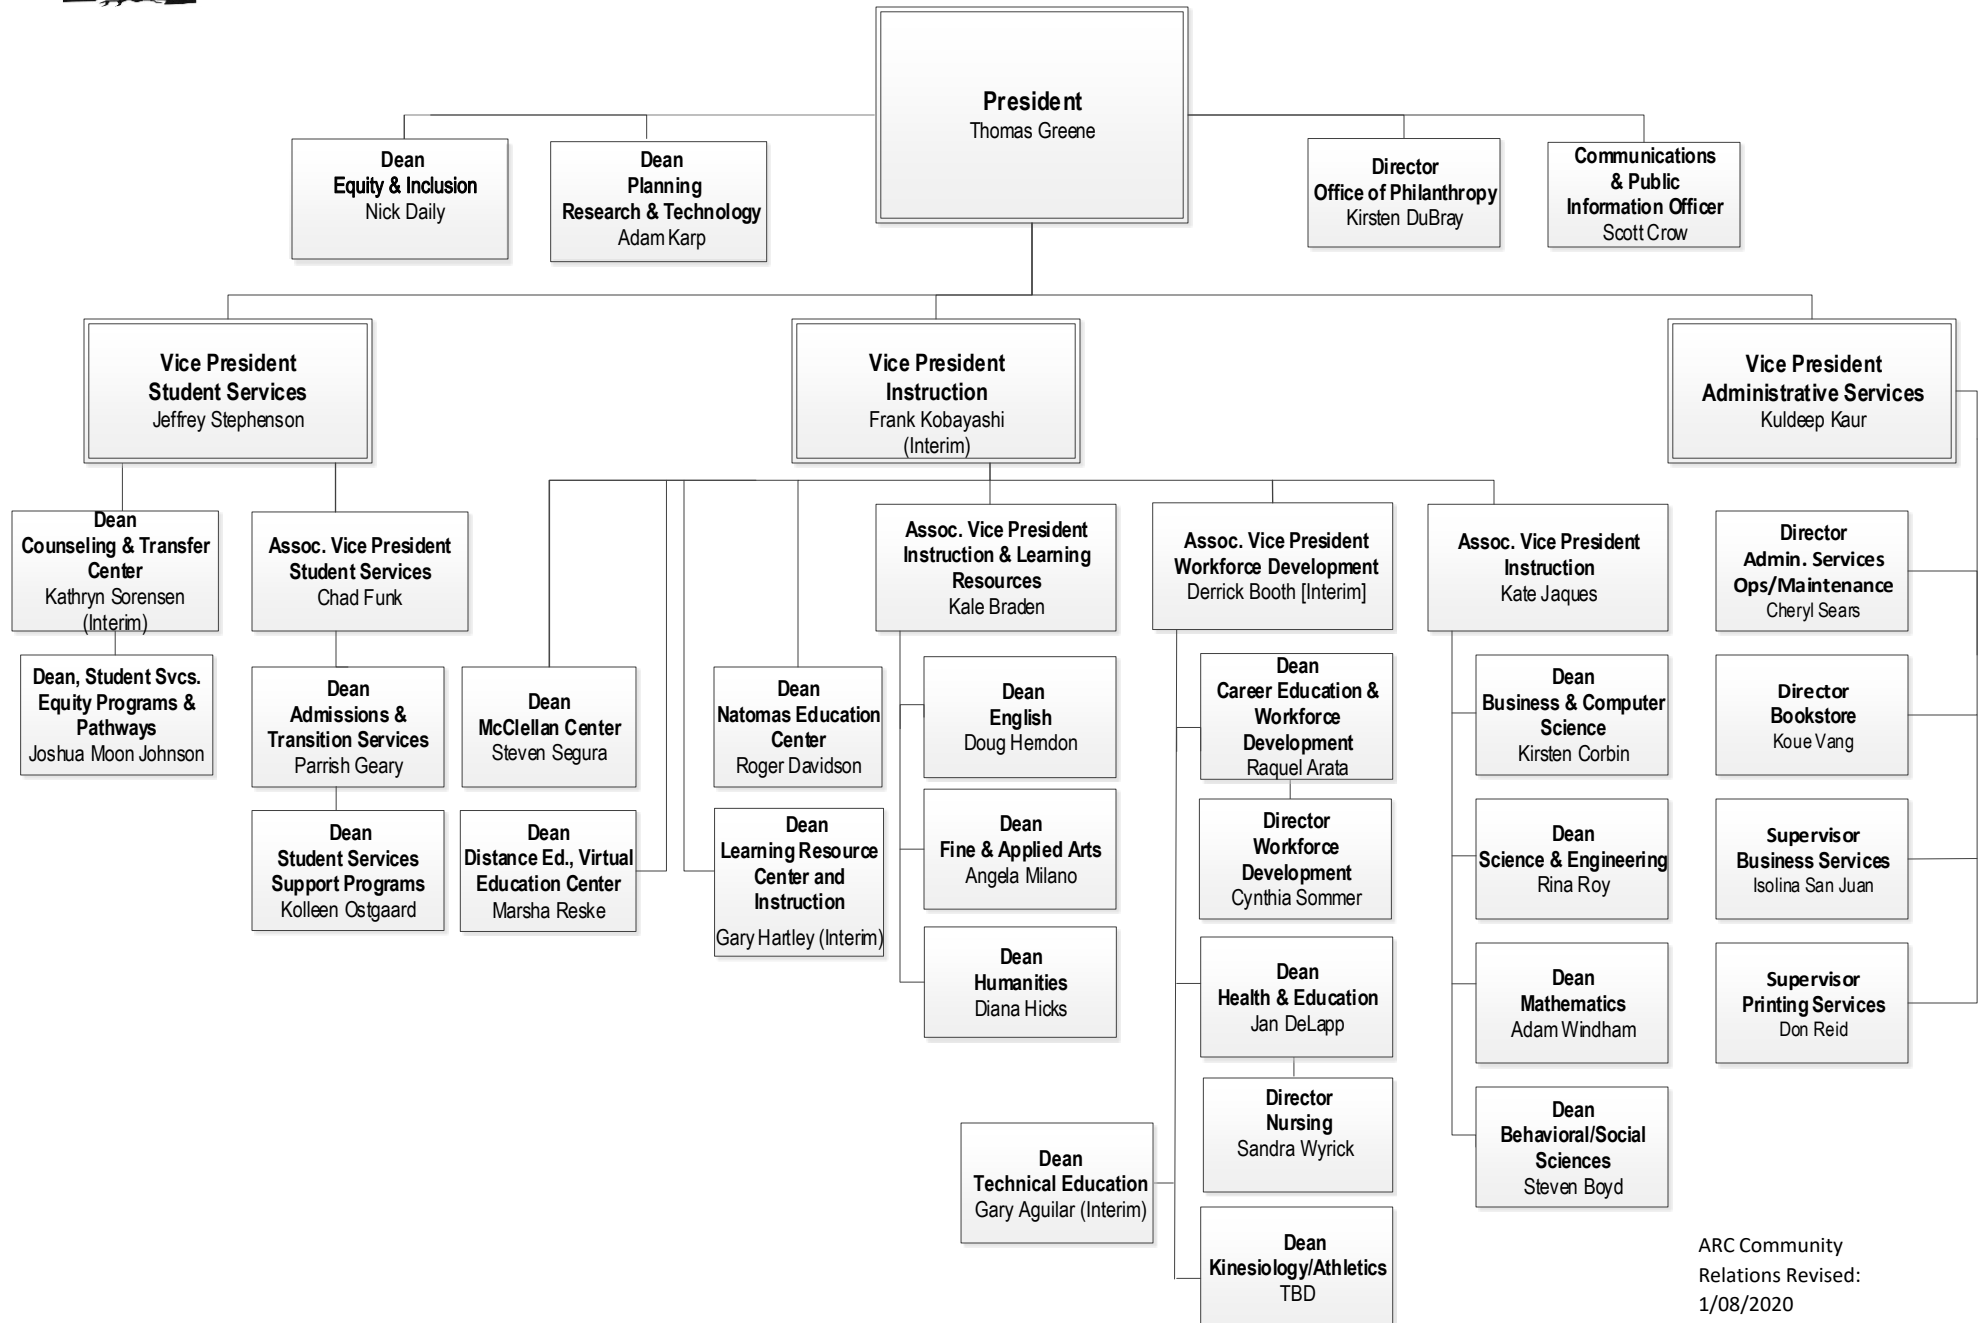 President
Thomas Greene
Dean
Equity & Inclusion
Nick Daily
Dean
Planning
Research & Technology
Adam Karp
Director
Office of Philanthropy
Kirsten DuBray
Communications
& Public
Information Officer
Scott Crow
Vice President
Student Services
Jeffrey Stephenson
Vice President
Instruction
Frank Kobayashi
(Interim)
Vice President
Administrative Services
Kuldeep Kaur
Dean
Counseling & Transfer
Center
Kathryn Sorensen
(Interim)
Assoc. Vice President
Student Services
Chad Funk
Assoc. Vice President
Instruction & Learning
Resources
Kale Braden
Assoc. Vice President
Workforce Development
Derrick Booth [Interim]
Assoc. Vice President
Instruction
Kate Jaques
Director
Admin. Services
Ops/Maintenance
Cheryl Sears
Dean, Student Svcs.
Equity Programs &
Pathways
Joshua Moon Johnson
Dean
Admissions &
Transition Services
Parrish Geary
Dean
McClellan Center
Steven Segura
Dean
Natomas Education
Center
Roger Davidson
Dean
English
Doug Herndon
Dean
Career Education &
Workforce
Development
Raquel Arata
Dean
Business & Computer
Science
Kirsten Corbin
Director
Bookstore
Koue Vang
Dean
Student Services
Support Programs
Kolleen Ostgaard
Dean
Distance Ed., Virtual
Education Center
Marsha Reske
Dean
Learning Resource
Center and
Instruction
Gary Hartley (Interim)
Dean
Fine & Applied Arts
Angela Milano
Director
Workforce
Development
Cynthia Sommer
Dean
Science & Engineering
Rina Roy
Supervisor
Business Services
Isolina San Juan
Dean
Humanities
Diana Hicks
Dean
Health & Education
Jan DeLapp
Dean
Mathematics
Adam Windham
Supervisor
Printing Services
Don Reid
Director
Nursing
Sandra Wyrick
Dean
Behavioral/Social
Sciences
Steven Boyd
Dean
Technical Education
Gary Aguilar (Interim)
Dean
Kinesiology/Athletics
TBD
ARC Community
Relations Revised:
1/08/2020